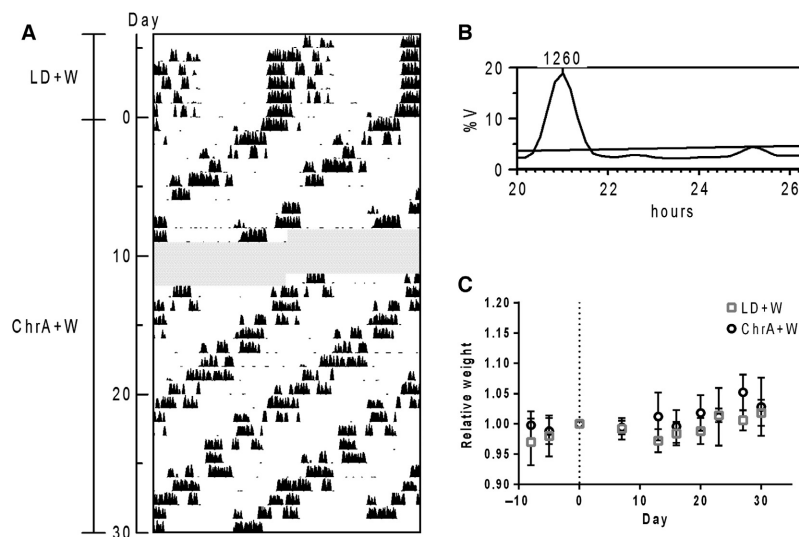 A
Day
LD+W
0
10
ChrA+W
20
30
B
1260
20
10
0
% V
20 22 24 26
hours
C
LD+W
ChrA+W
1.20
1.15
1.10
1.05
1.00
0.95
0.90
Relative weight
-10 0 10 20 30
Day